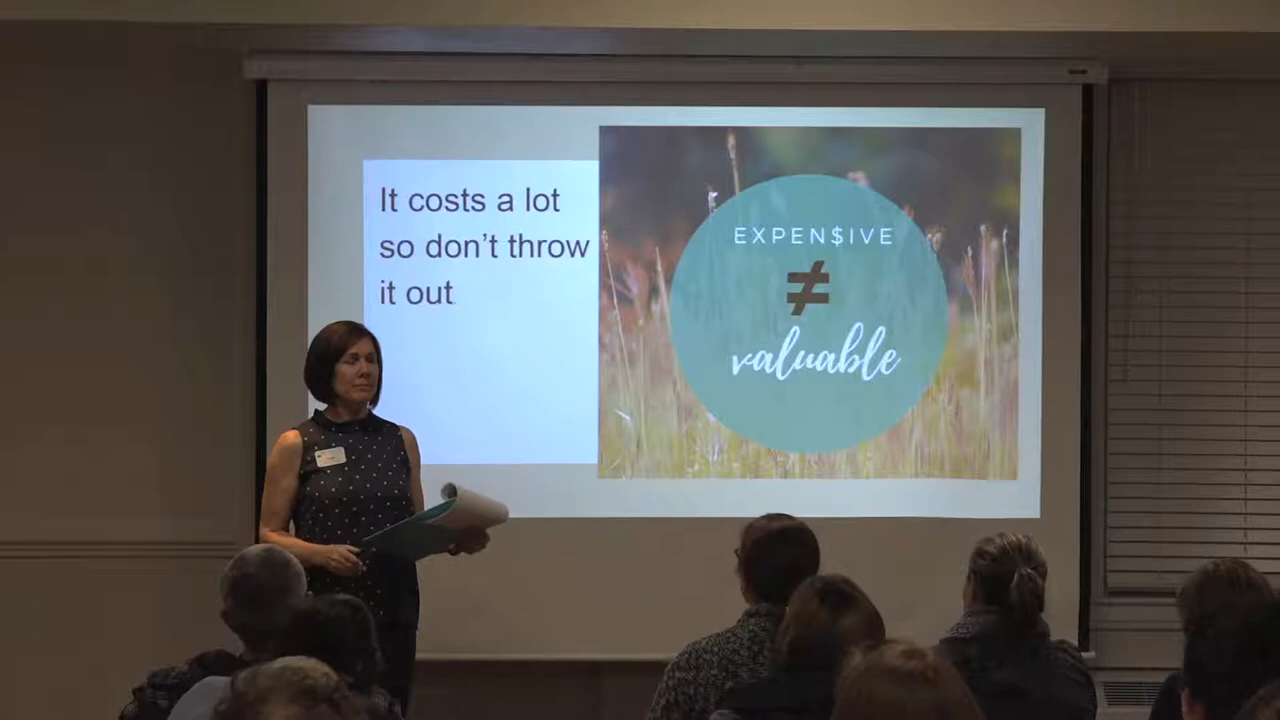 It costs a lot
so don't throw
it out
EXPEN$IVE
≠
valuable